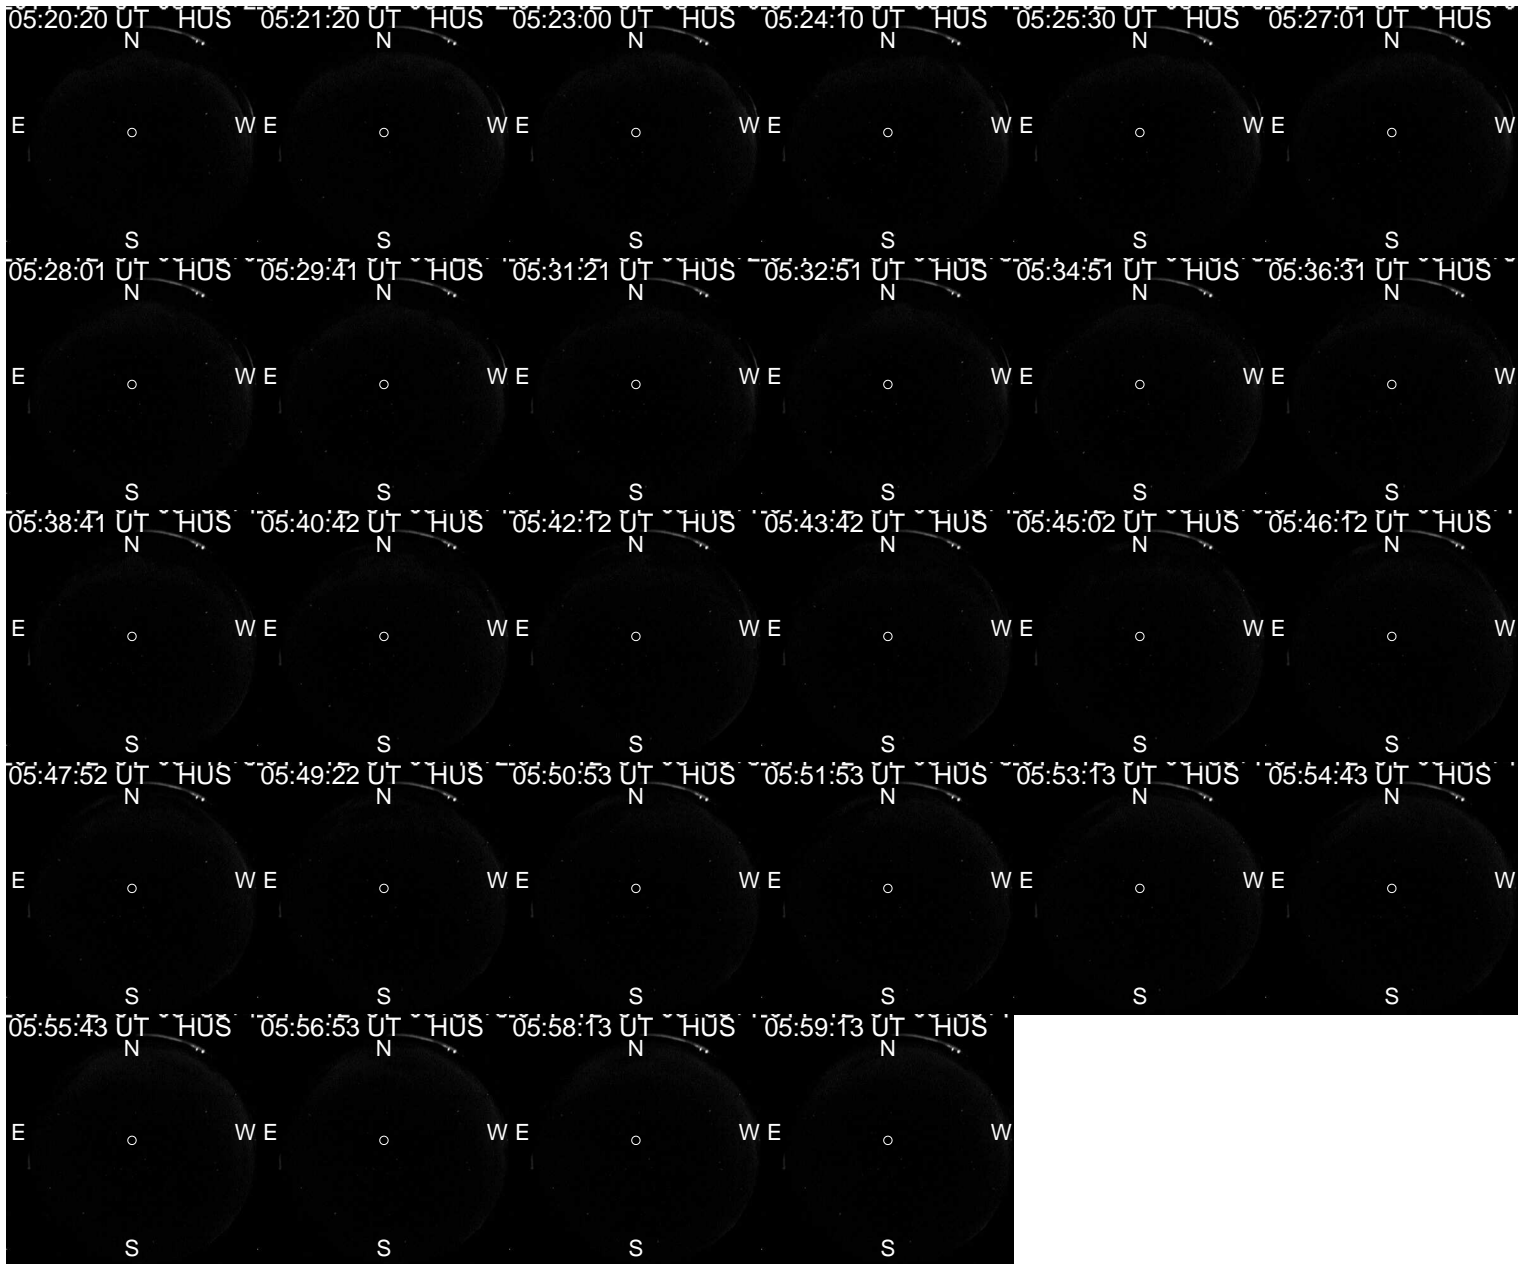 05:20:20 UT HUS 05:21:20 UT HUS 05:23:00 UT HUS 05:24:10 UT HUS 05:25:30 UT HUS 05:27:01 UT HUS
N N N N N N
E W E W E W E W E W E W
S S S S S S
05:28:01 UT HUS 05:29:41 UT HUS 05:31:21 UT HUS 05:32:51 UT HUS 05:34:51 UT HUS 05:36:31 UT HUS
N N N N N N
E W E W E W E W E W E W
S S S S S S
05:38:41 UT HUS 05:40:42 UT HUS 05:42:12 UT HUS 05:43:42 UT HUS 05:45:02 UT HUS 05:46:12 UT HUS
N N N N N N
E W E W E W E W E W E W
S S S S S S
05:47:52 UT HUS 05:49:22 UT HUS 05:50:53 UT HUS 05:51:53 UT HUS 05:53:13 UT HUS 05:54:43 UT HUS
N N N N N N
E W E W E W E W E W E W
S S S S S S
05:55:43 UT HUS 05:56:53 UT HUS 05:58:13 UT HUS 05:59:13 UT HUS
N N N N
E W E W E W E W
S S S S